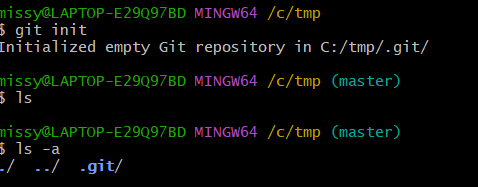 missy@LAPTOP-E29Q97BD MINGW64 /c/tmp
$ git init
Initialized empty Git repository in C:/tmp/.git/
missy@LAPTOP-E29Q97BD MINGW64 /c/tmp (master)
$ ls
missy@LAPTOP-E29Q97BD MINGW64 /c/tmp (master)
$ ls -a
./ ../ .git/